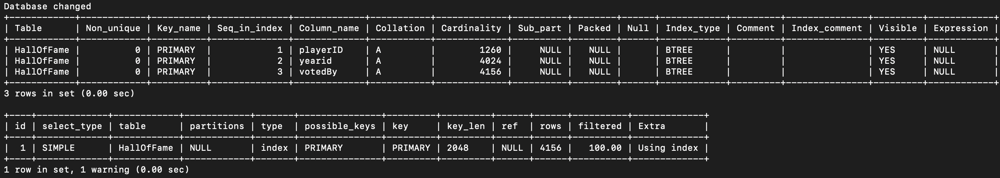 Database changed
+-------------+------------+----------+--------------+-------------+-----------+-------------+----------+--------+------+------------+---------+---------------+---------+------------+
| Table       | Non_unique | Key_name | Seq_in_index | Column_name | Collation | Cardinality | Sub_part | Packed | Null | Index_type | Comment | Index_comment | Visible | Expression |
+-------------+------------+----------+--------------+-------------+-----------+-------------+----------+--------+------+------------+---------+---------------+---------+------------+
| HallOfFame |          0 | PRIMARY  |            1 | playerID    | A         |        1260 |     NULL |   NULL |      | BTREE      |         |               | YES     | NULL       |
| HallOfFame |          0 | PRIMARY  |            2 | yearid      | A         |        4024 |     NULL |   NULL |      | BTREE      |         |               | YES     | NULL       |
| HallOfFame |          0 | PRIMARY  |            3 | votedBy     | A         |        4156 |     NULL |   NULL |      | BTREE      |         |               | YES     | NULL       |
+-------------+------------+----------+--------------+-------------+-----------+-------------+----------+--------+------+------------+---------+---------------+---------+------------+
3 rows in set (0.00 sec)
+----+-------------+------------+------------+-------+---------------+---------+---------+------+------+----------+-------------+
| id | select_type | table      | partitions | type  | possible_keys | key     | key_len | ref  | rows | filtered | Extra       |
+----+-------------+------------+------------+-------+---------------+---------+---------+------+------+----------+-------------+
|  1 | SIMPLE      | HallOfFame | NULL       | index | PRIMARY       | PRIMARY | 2048    | NULL | 4156 |   100.00 | Using index |
+----+-------------+------------+------------+-------+---------------+---------+---------+------+------+----------+-------------+
1 row in set, 1 warning (0.00 sec)